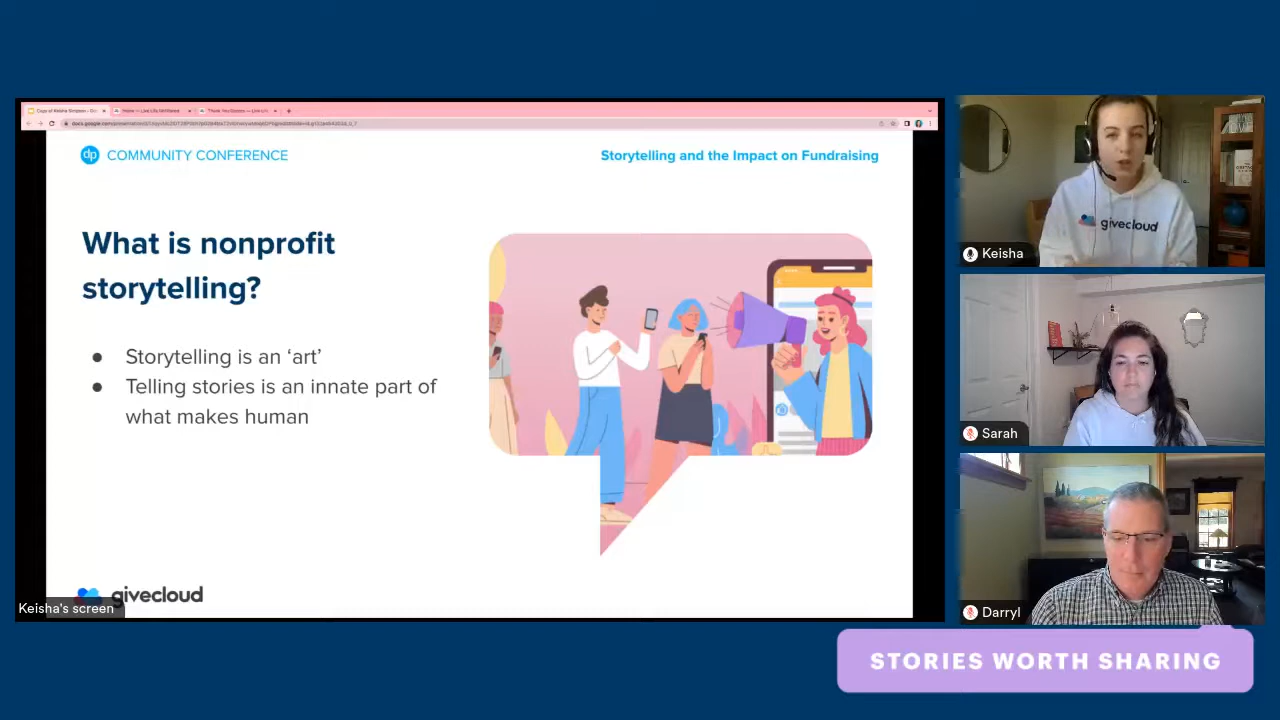 dp COMMUNITY CONFERENCE
Storytelling and the Impact on Fundraising
What is nonprofit
storytelling?
● Storytelling is an ‘art’
● Telling stories is an innate part of
what makes human
givecloud
Keisha's screen
givecloud
Keisha
Sarah
Darryl
STORIES WORTH SHARING